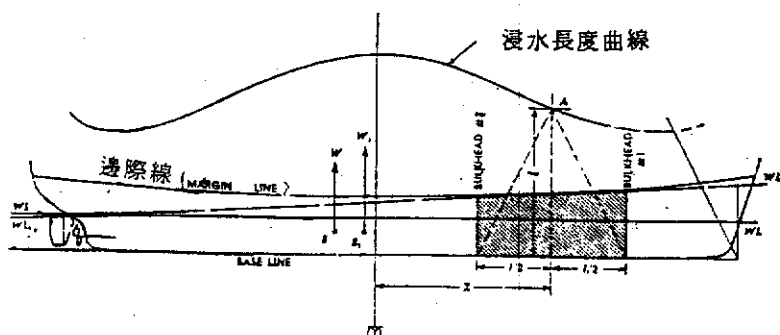 浸水長度曲線
A
BULKHEAD #2
BULKHEAD #1
邊際線 (MARGIN LINE)
W
W₁
l
WL₁
WL
WL
WL₁
B
B₁
BASE LINE
l/2
l/2
X